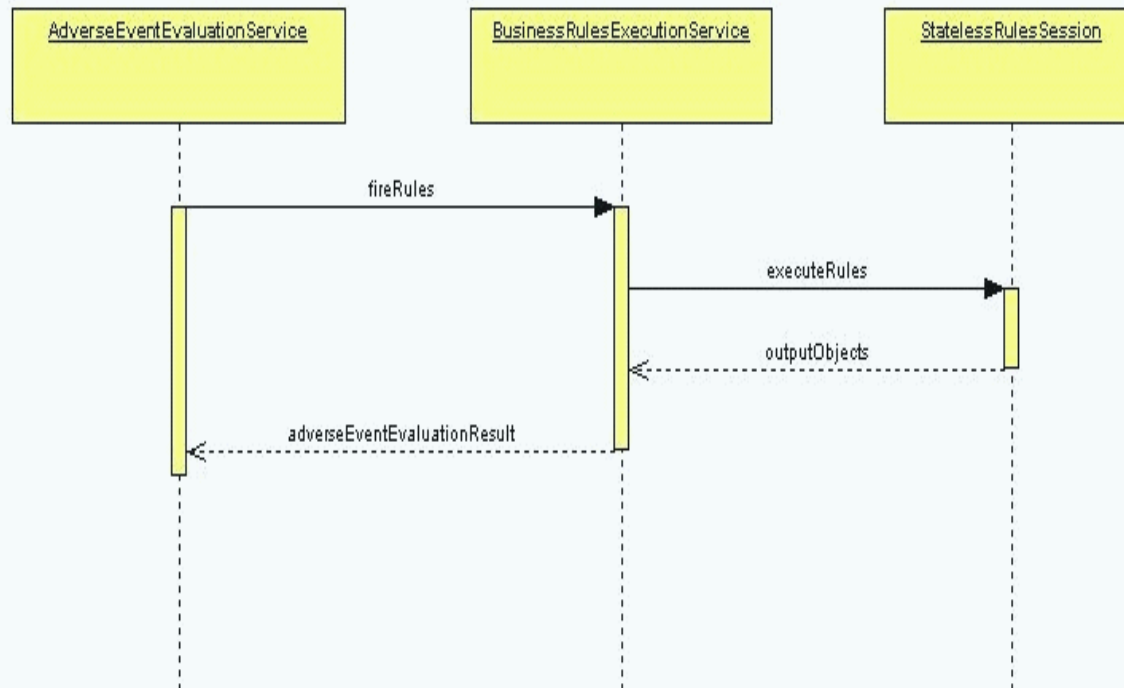 AdverseEventEvaluationService
BusinessRulesExecutionService
StatelessRulesSession
fireRules
executeRules
outputObjects
adverseEventEvaluationResult